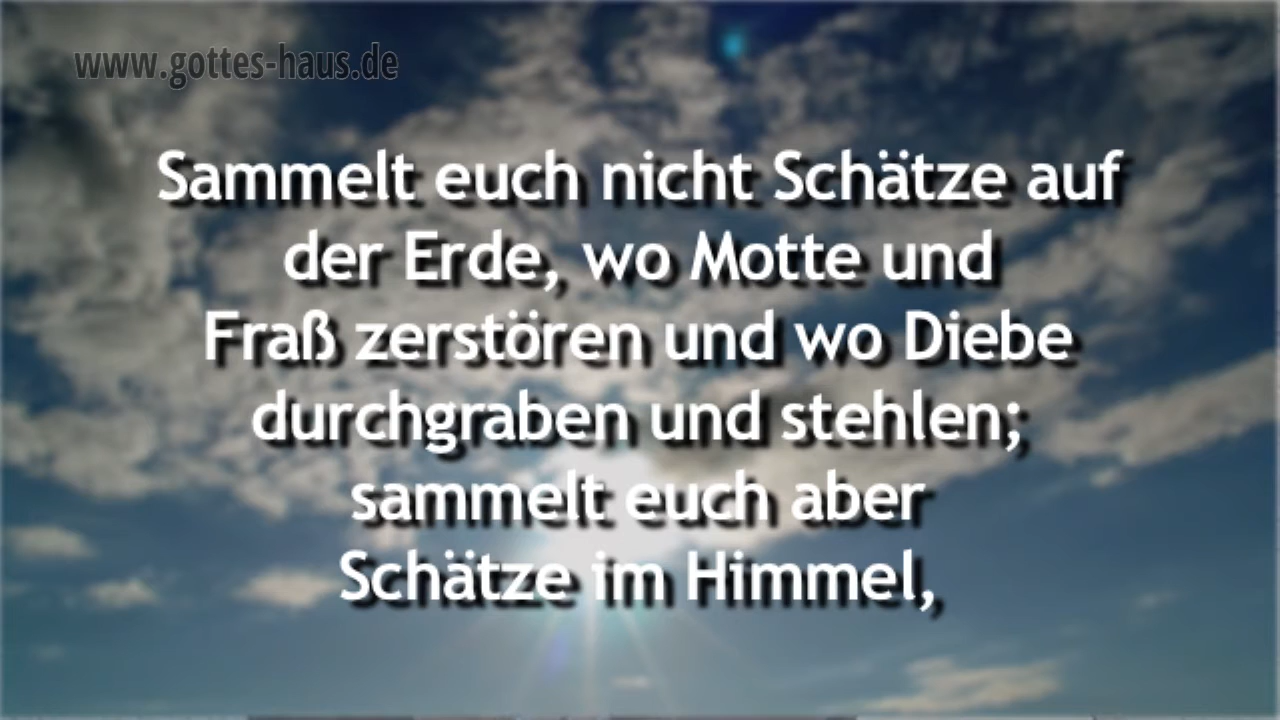 www.gottes-haus.de
Sammelt euch nicht Schätze auf
der Erde, wo Motte und
Fraß zerstören und wo Diebe
durchgraben und stehlen;
sammelt euch aber
Schätze im Himmel,